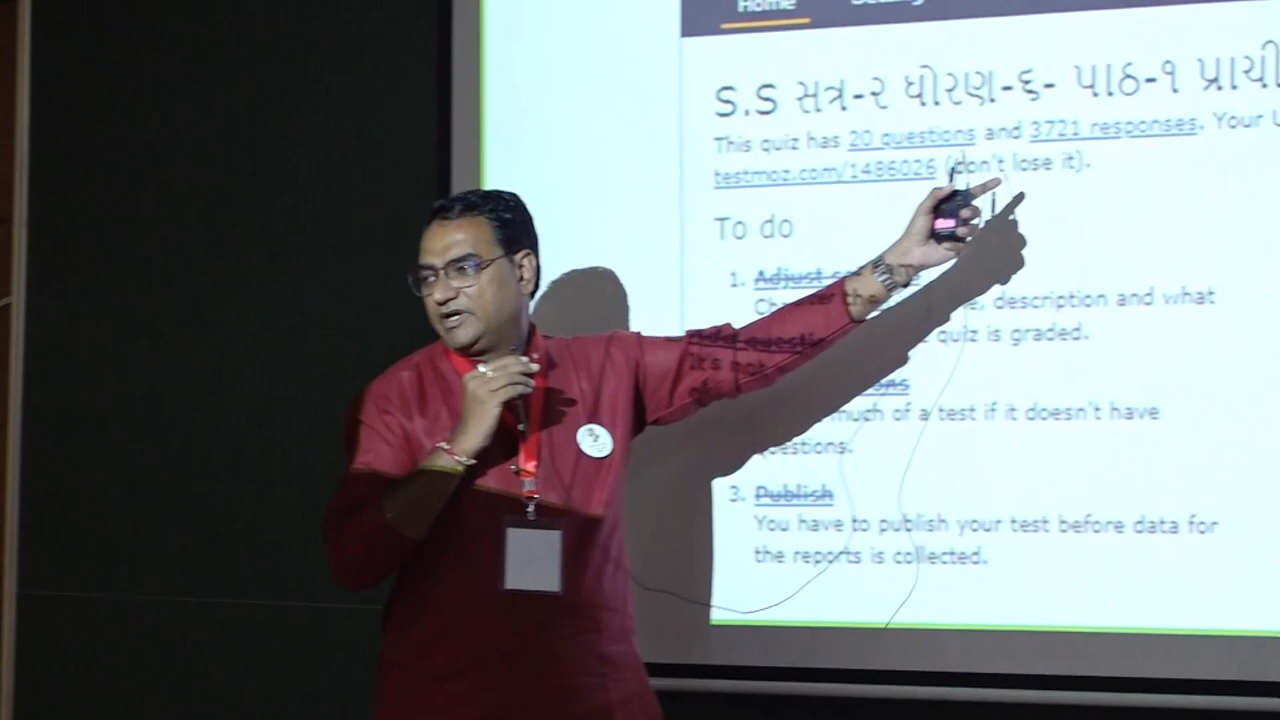 Home
S.S સત્ર-૨ ધોરણ-૬- પાઠ-૧
This quiz has 20 questions and 3721 responses. Your
testmoz.com/1486026 (don't lose it).
To do
1. Adjust
description and what
quiz is graded.
much of a test if it doesn't have
questions.
3. Publish
You have to publish your test before data for
the reports is collected.